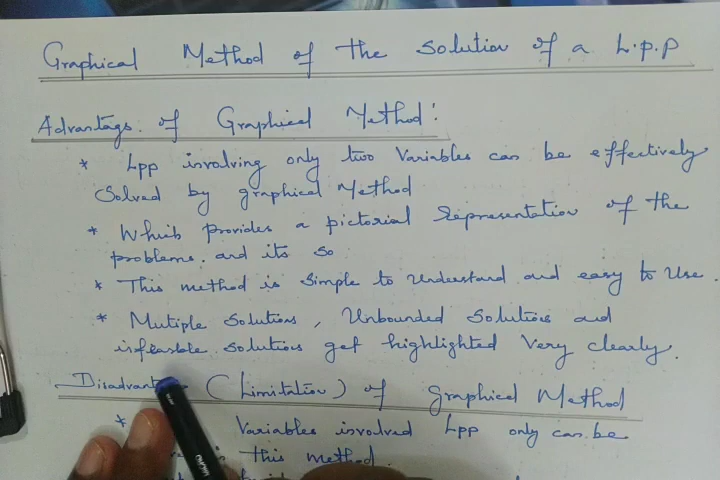 Graphical Method of the Solution of a L.p.p
Advantags. of Graphical Method:
* Lpp involving only two Variables can be effectively
Solved by graphical Method
* Which provides a pictorial Representation of the
problems. and its so
* This method is Simple to Understand and easy to Use.
* Mutiple Solutions, Unbounded Solutions and
infeasible solutions get highlighted Very clearly.
(Limitation) of graphical Method
* Variables involved Lpp only can be
this method.